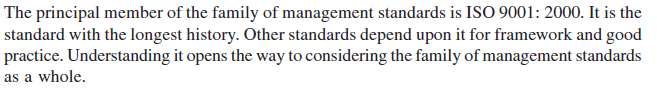 The principal member of the family of management standards is ISO 9001: 2000. It is the
standard with the longest history. Other standards depend upon it for framework and good
practice. Understanding it opens the way to considering the family of management standards
as a whole.